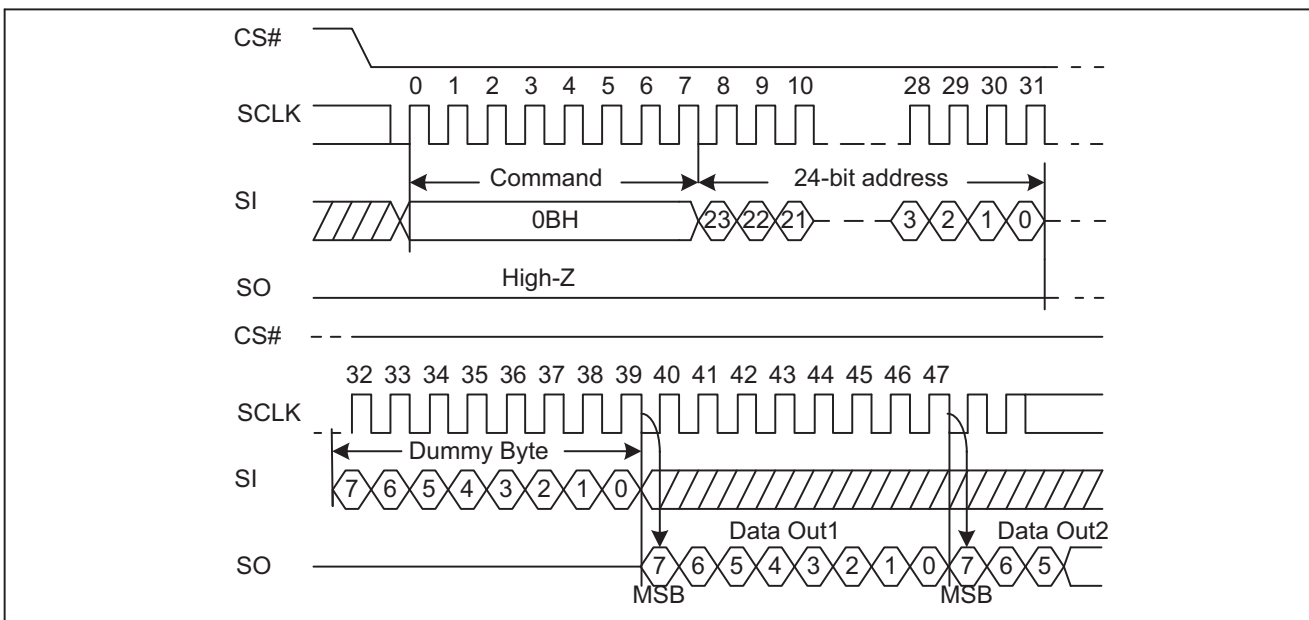 CS#
0 1 2 3 4 5 6 7 8 9 10 28 29 30 31
SCLK
Command 24-bit address
SI
0BH 23 22 21 3 2 1 0
High-Z
SO
CS#
32 33 34 35 36 37 38 39 40 41 42 43 44 45 46 47
SCLK
Dummy Byte
SI
7 6 5 4 3 2 1 0
Data Out1 Data Out2
SO
7 6 5 4 3 2 1 0 7 6 5
MSB MSB